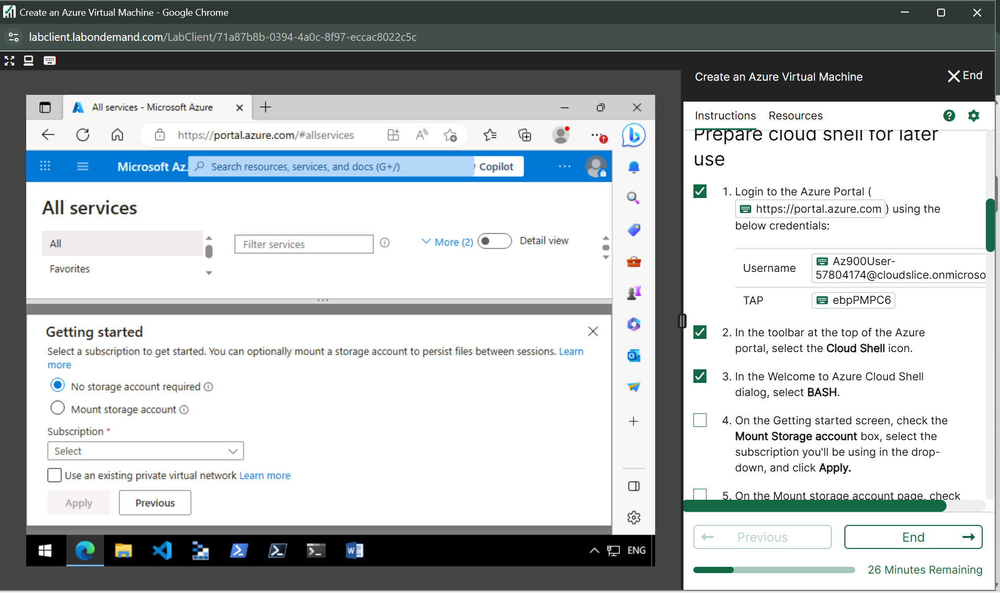 Create an Azure Virtual Machine - Google Chrome
labclient.labondemand.com/LabClient/71a87b8b-0394-4a0c-8f97-eccac8022c5c
Create an Azure Virtual Machine
End
All services - Microsoft Azure
https://portal.azure.com/#allservices
Microsoft Az.
Search resources, services, and docs (G+/)
Copilot
All services
All
Favorites
Filter services
More (2)
Detail view
Getting started
Select a subscription to get started. You can optionally mount a storage account to persist files between sessions. Learn
more
No storage account required
Mount storage account
Subscription *
Select
Use an existing private virtual network Learn more
Apply
Previous
ENG
Instructions
Resources
Prepare cloud shell for later
use
1. Login to the Azure Portal (
https://portal.azure.com ) using the
below credentials:
Username
Az900User-
57804174@cloudslice.onmicroso
TAP
ebpPMPC6
2. In the toolbar at the top of the Azure
portal, select the Cloud Shell icon.
3. In the Welcome to Azure Cloud Shell
dialog, select BASH.
4. On the Getting started screen, check the
Mount Storage account box, select the
subscription you'll be using in the drop-
down, and click Apply.
5. On the Mount storage account page, check
Previous
End
26 Minutes Remaining